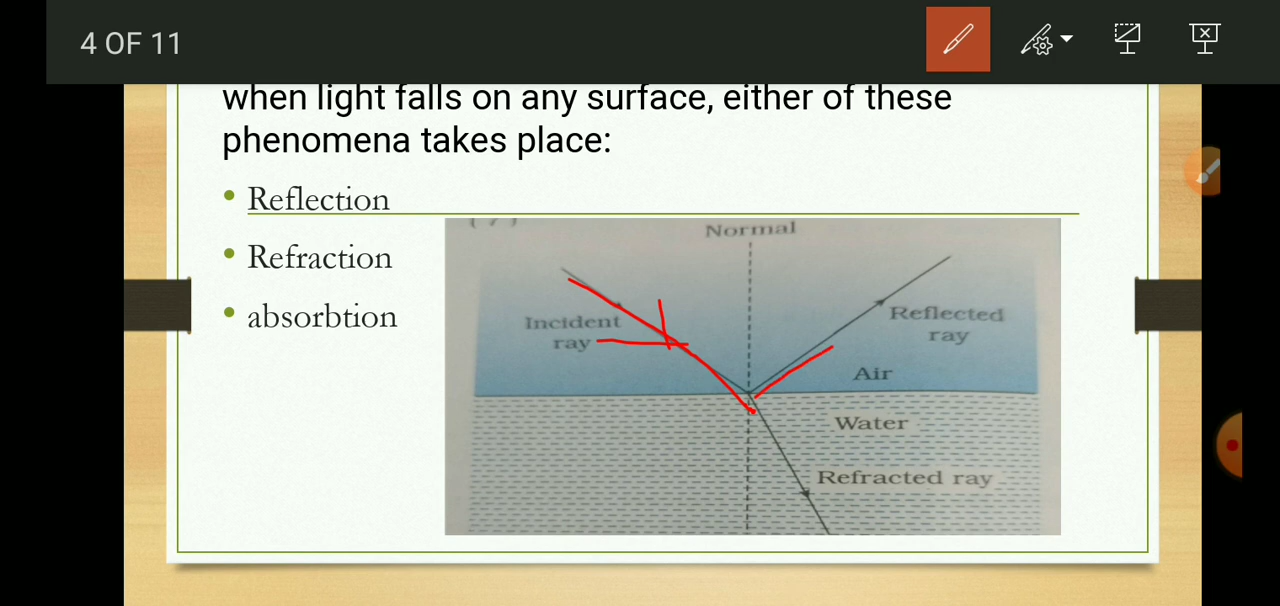 4 OF 11
when light falls on any surface, either of these
phenomena takes place:
• Reflection
• Refraction
• absorbtion
Normal
Incident
ray
Reflected
ray
Air
Water
Refracted ray